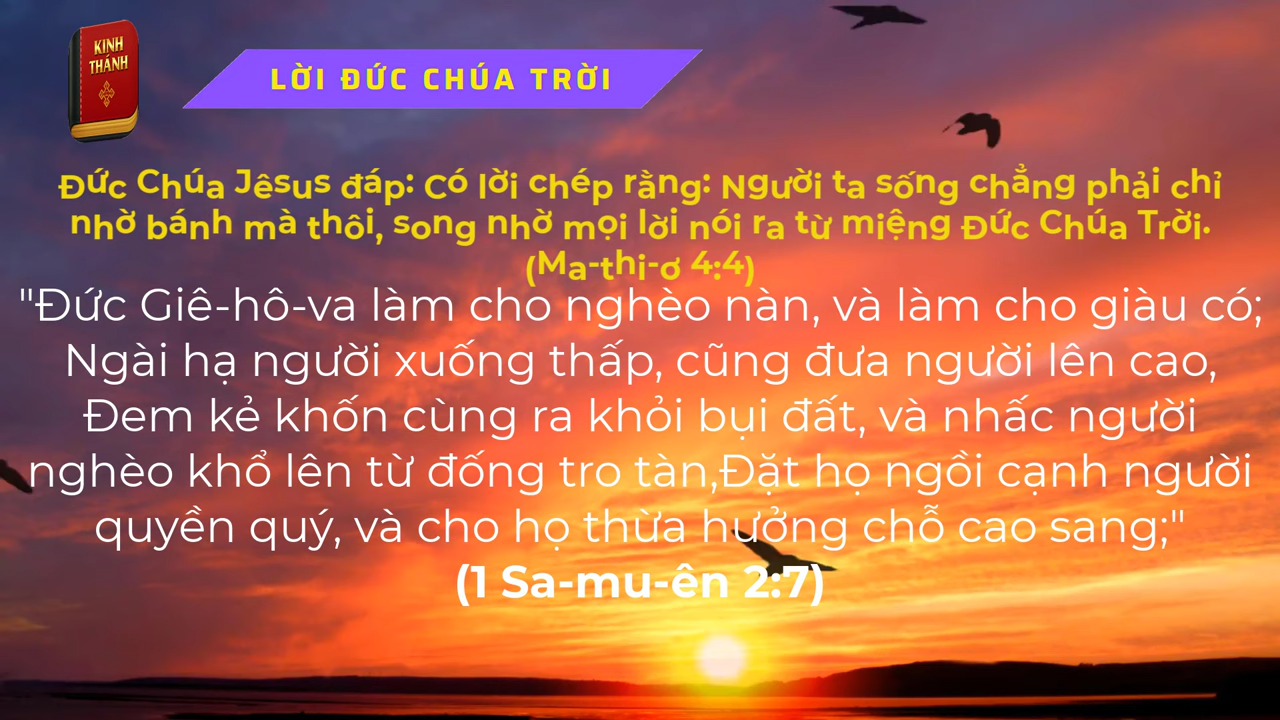 KINH
THÁNH
LỜI ĐỨC CHÚA TRỜI
Đức Chúa Jêsus đáp: Có lời chép rằng: Người ta sống chẳng phải chỉ
nhờ bánh mà thôi, song nhờ mọi lời nói ra từ miệng Đức Chúa Trời.
(Ma-thi-ơ 4:4)
"Đức Giê-hô-va làm cho nghèo nàn, và làm cho giàu có;
Ngài hạ người xuống thấp, cũng đưa người lên cao,
Đem kẻ khốn cùng ra khỏi bụi đất, và nhấc người
nghèo khổ lên từ đống tro tàn,Đặt họ ngồi cạnh người
quyền quý, và cho họ thừa hưởng chỗ cao sang;"
(1 Sa-mu-ên 2:7)